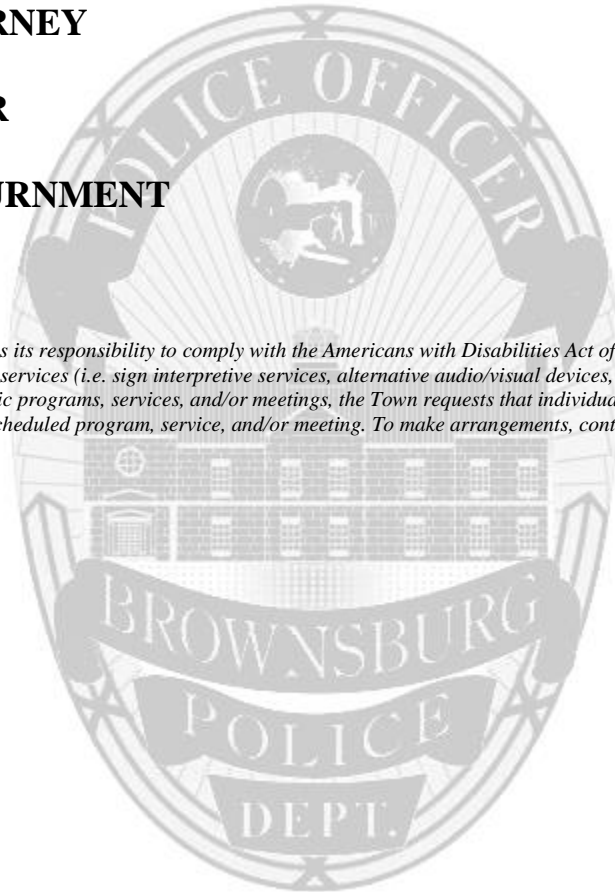 RNEY
R
URNMENT
POLICE OFFICER
s its responsibility to comply with the Americans with Disabilities Act of
services (i.e. sign interpretive services, alternative audio/visual devices,
ic programs, services, and/or meetings, the Town requests that individua
cheduled program, service, and/or meeting. To make arrangements, cont
BROWNSBURG
POLICE
DEPT.